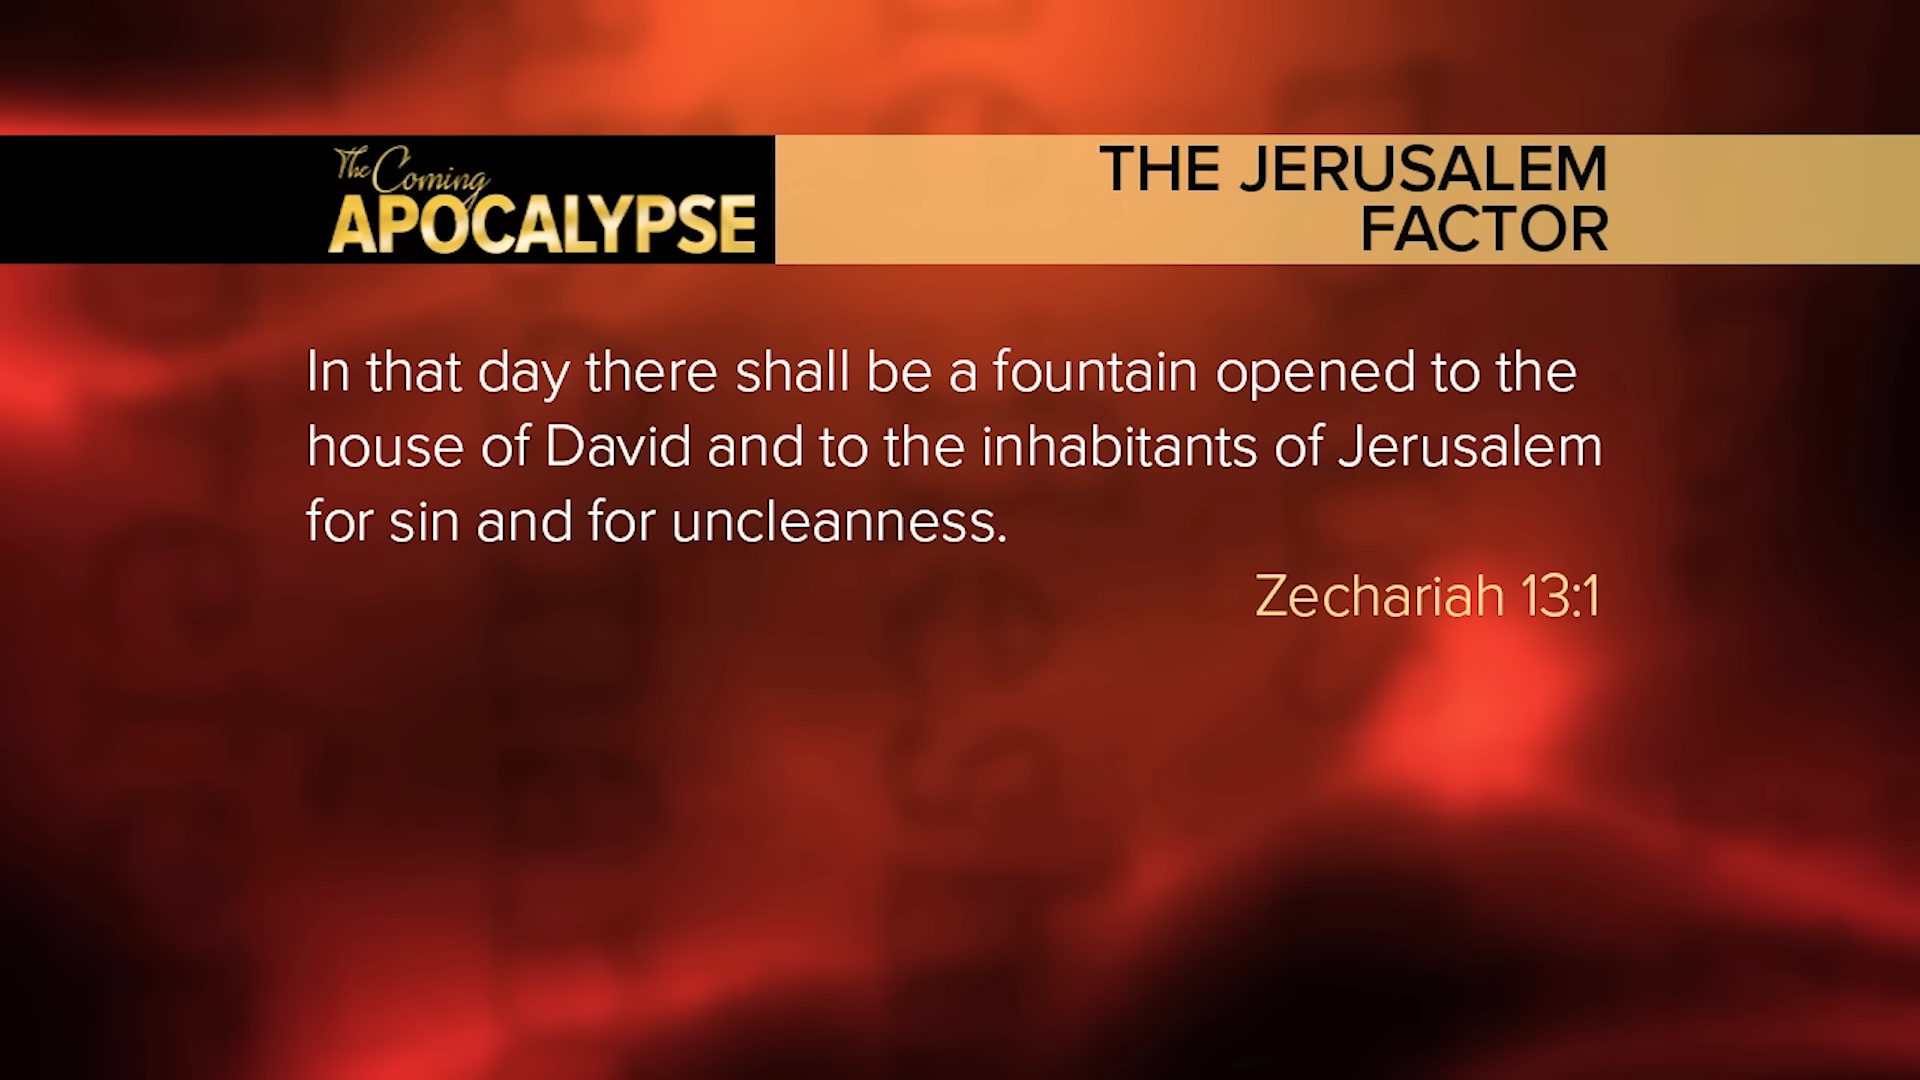 The Coming
APOCALYPSE
THE JERUSALEM
FACTOR
In that day there shall be a fountain opened to the
house of David and to the inhabitants of Jerusalem
for sin and for uncleanness.
Zechariah 13:1